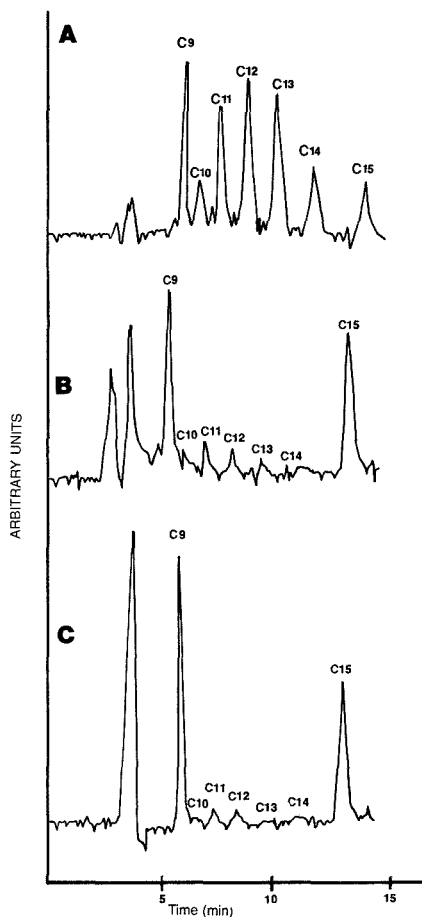 A
C9
C10
C11
C12
C13
C14
C15
B
C9
C10
C11
C12
C13
C14
C15
ARBITRARY UNITS
C
C9
C10
C11
C12
C13
C14
C15
5
10
15
Time (min)